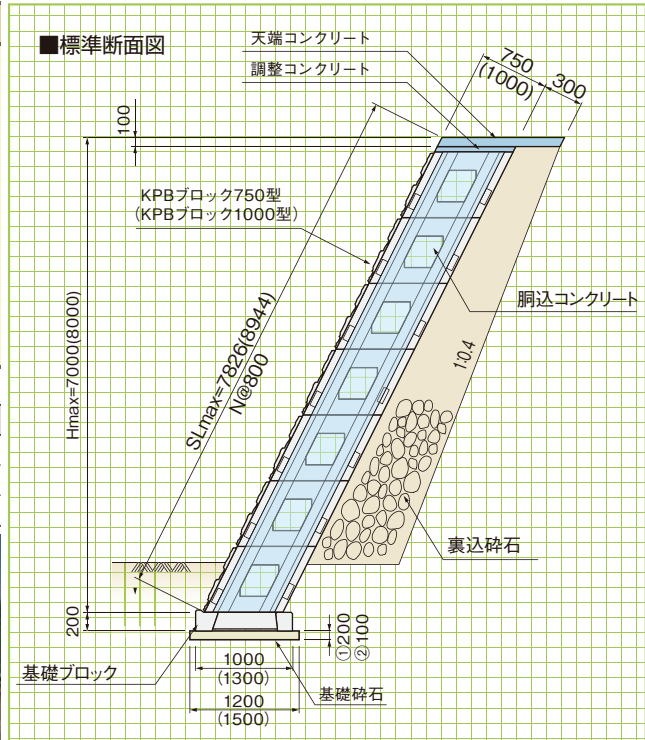 ■標準断面図
天端コンクリート
調整コンクリート
750
(1000)
300
100
KPBブロック750型
(KPBブロック1000型)
胴込コンクリート
Hmax=7000(8000)
SLmax=7826(8944)
N@800
1:0.4
裏込砕石
200
①200
②100
基礎ブロック
1000
(1300)
基礎砕石
1200
(1500)